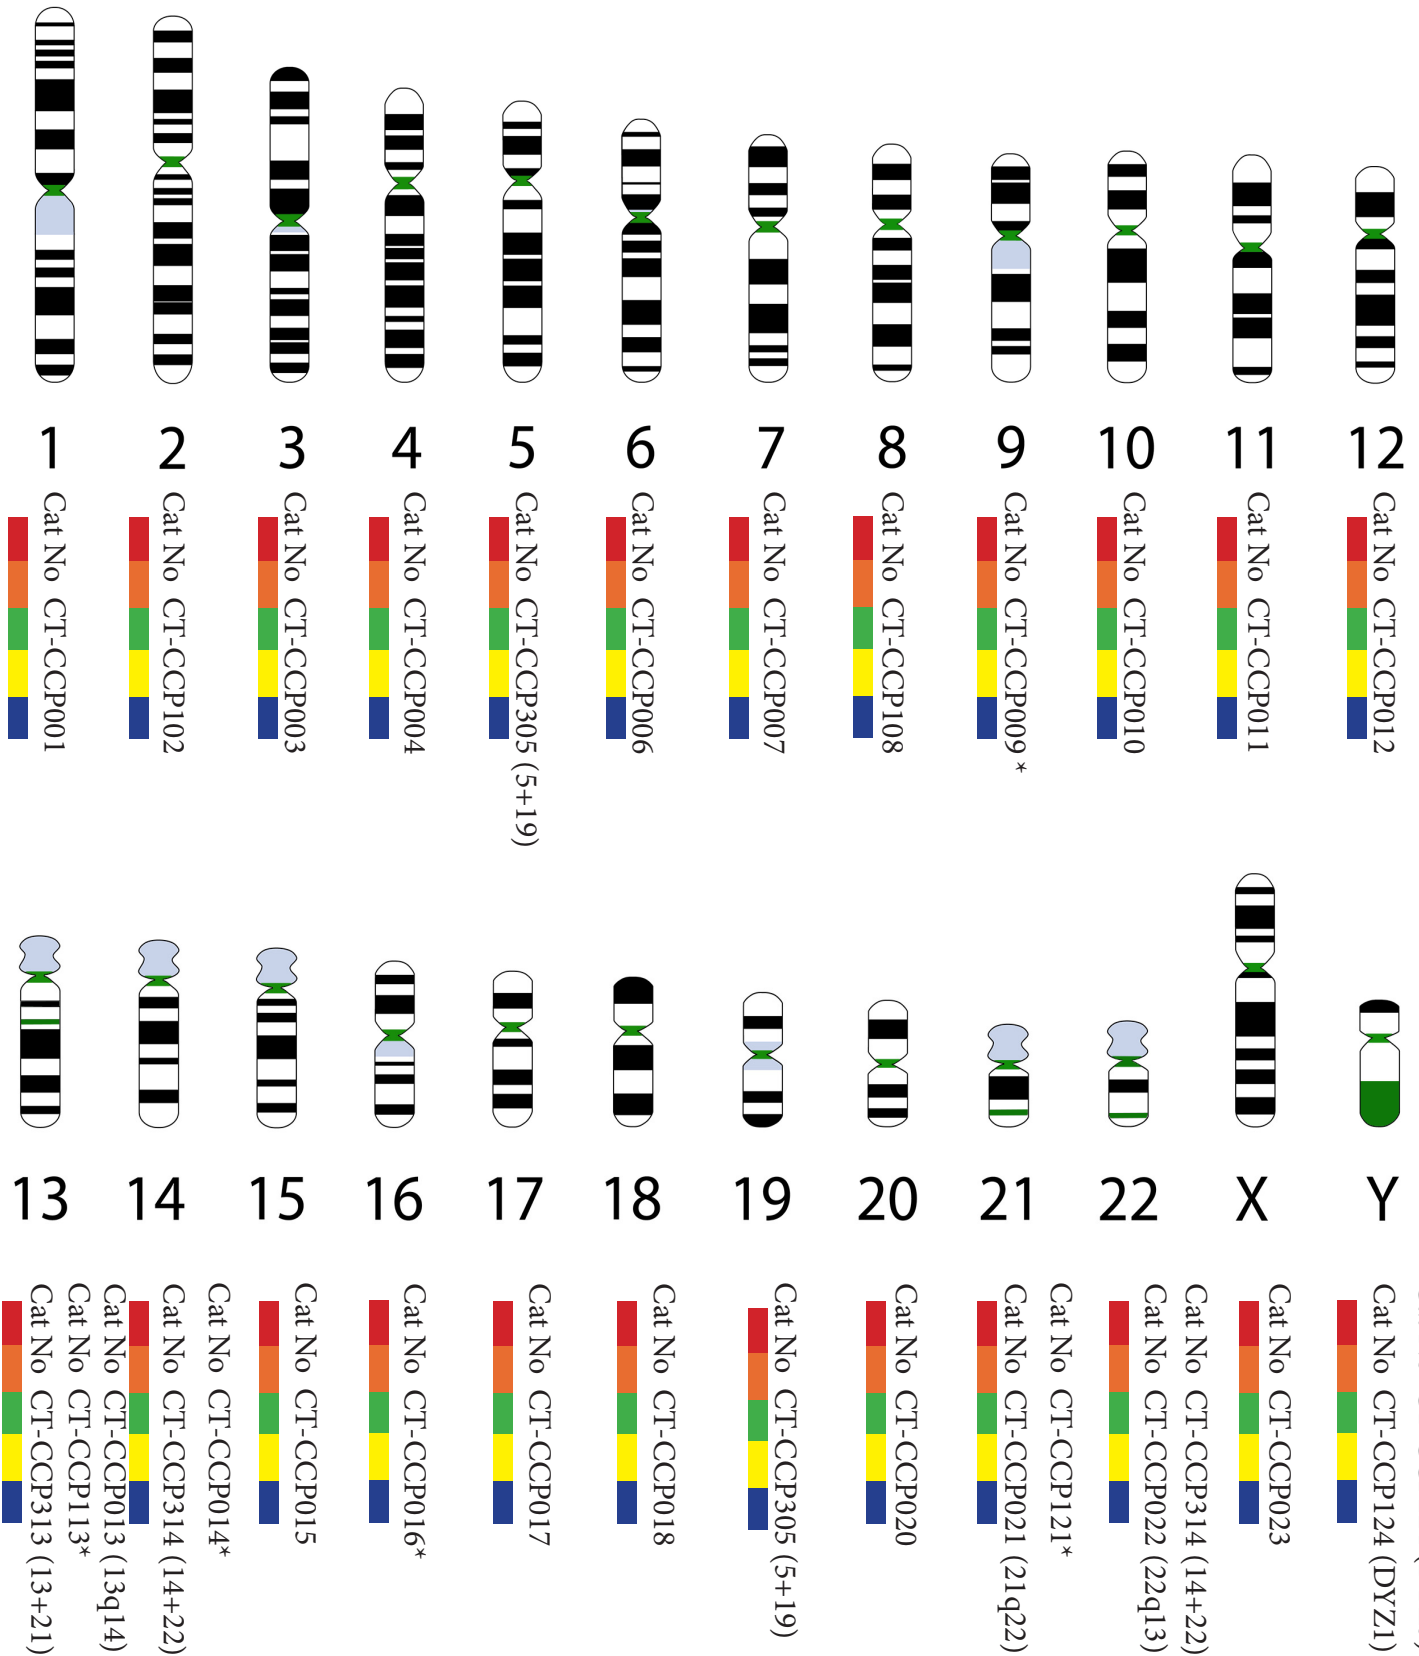 1 2 3 4 5 6 7 8 9 10 11 12
Cat No CT-CCP001
Cat No CT-CCP102
Cat No CT-CCP003
Cat No CT-CCP004
Cat No CT-CCP305 (5+19)
Cat No CT-CCP006
Cat No CT-CCP007
Cat No CT-CCP108
Cat No CT-CCP009*
Cat No CT-CCP010
Cat No CT-CCP011
Cat No CT-CCP012
13 14 15 16 17 18 19 20 21 22 X Y
Cat No CT-CCP313 (13+21)
Cat No CT-CCP113*
Cat No CT-CCP013 (13q14)
Cat No CT-CCP314 (14+22)
Cat No CT-CCP014*
Cat No CT-CCP015
Cat No CT-CCP016*
Cat No CT-CCP017
Cat No CT-CCP018
Cat No CT-CCP305 (5+19)
Cat No CT-CCP020
Cat No CT-CCP021 (21q22)
Cat No CT-CCP121*
Cat No CT-CCP022 (22q13)
Cat No CT-CCP314 (14+22)
Cat No CT-CCP023
Cat No CT-CCP124 (DYZ1)